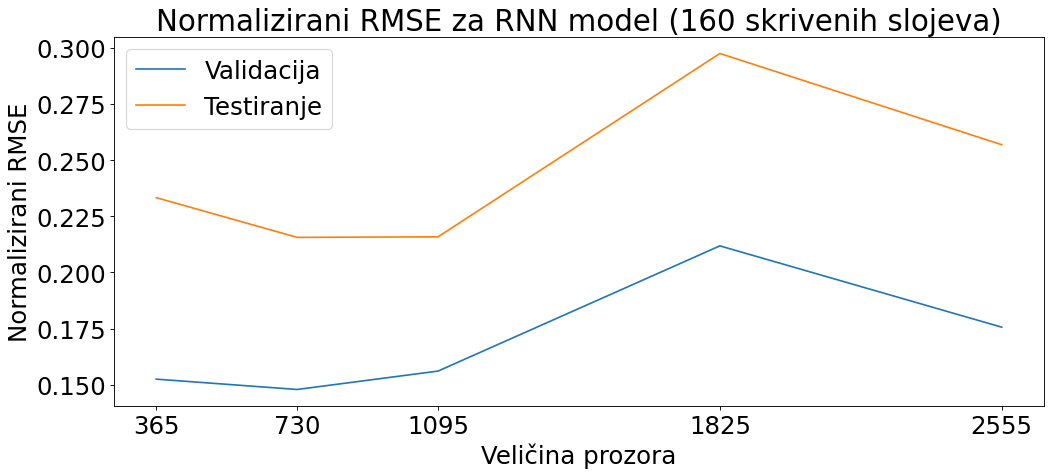 Normalizirani RMSE za RNN model (160 skrivenih slojeva)
Normalizirani RMSE
0.300
0.275
0.250
0.225
0.200
0.175
0.150
Validacija
Testiranje
365 730 1095 1825 2555
Veličina prozora